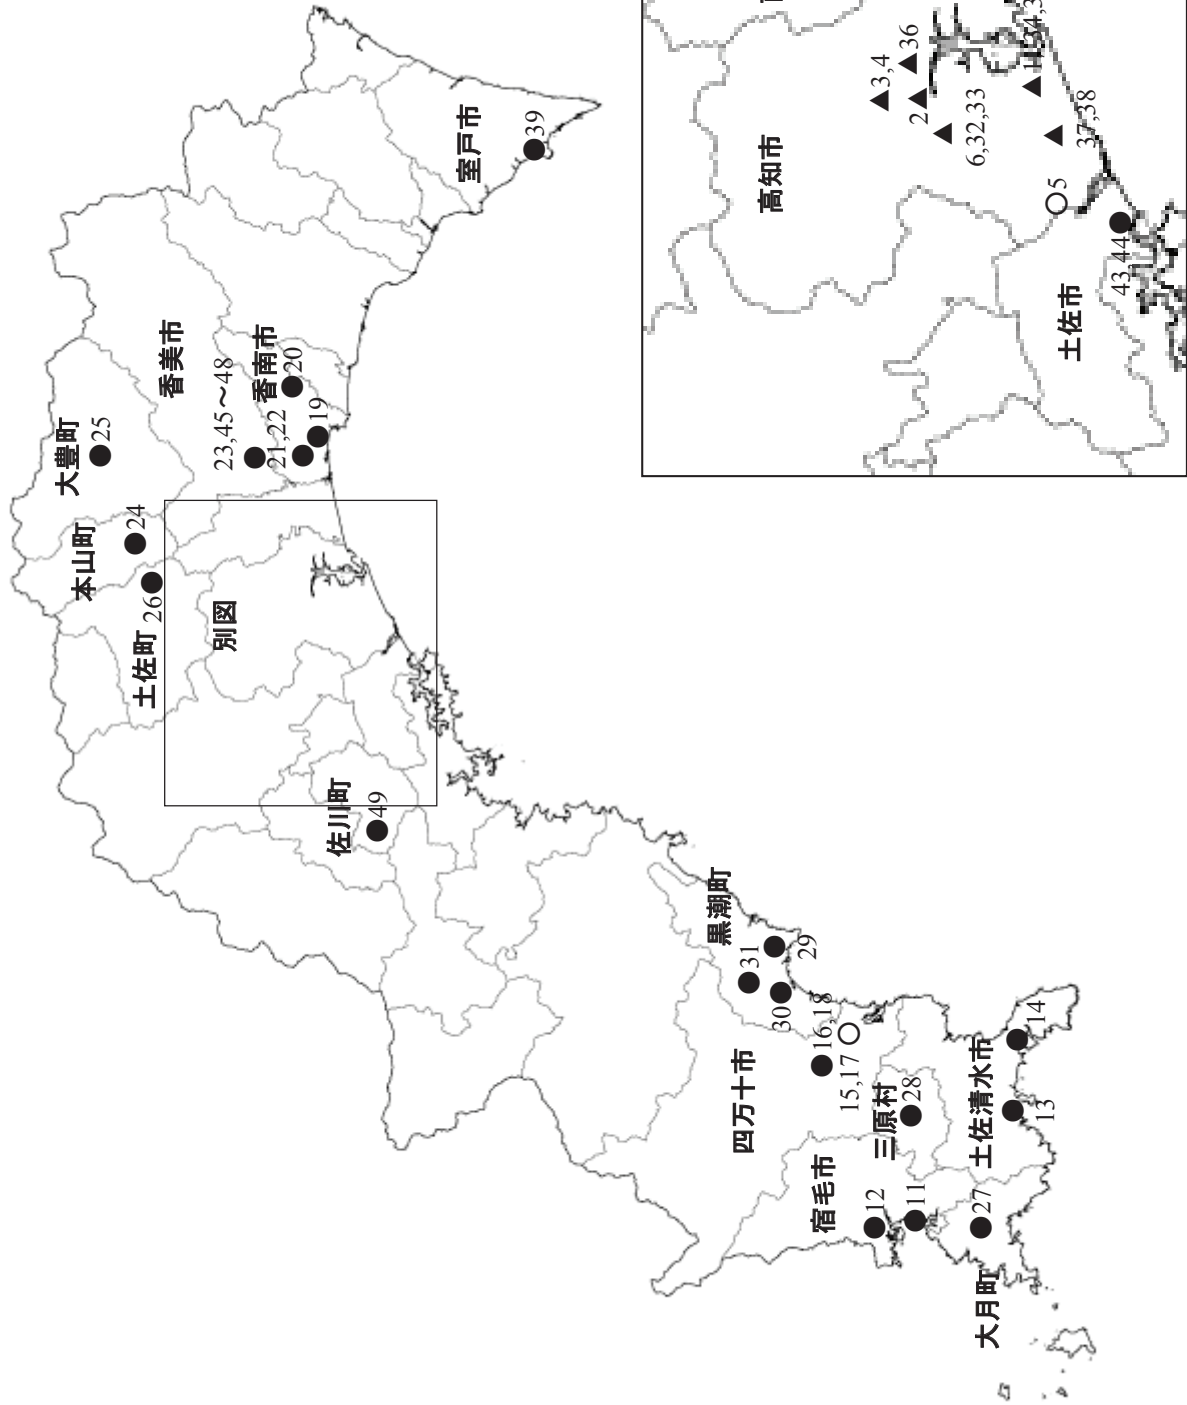 室戸市
39
香美市
香南市
20
23,45～48
21,22
19
大豊町
25
本山町
24
土佐町
26
別図
佐川町
49
黒潮町
31
29
30
四万十市
16,18
15,17
三原村
28
土佐清水市
14
13
宿毛市
12
11
27
大月町
高知市
3,4
36
2
6,32,33
37,38
5
43,44
土佐市